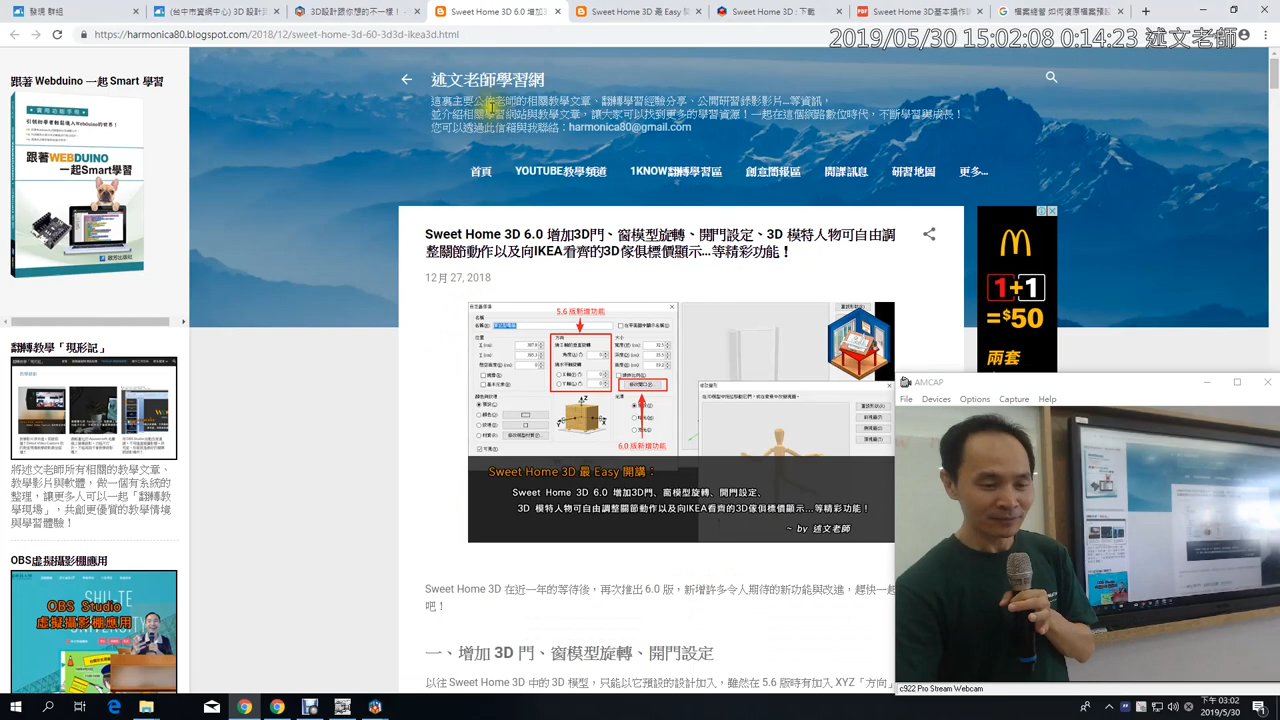 發現 群組
(台中市資網中心) 3D 設計
3D設計跟你想的不一樣！
Sweet Home 3D 6.0 增加3
Sweet Home 3D 最 Easy
Sweet Home 3D : 下載
Sweet Home 3D基本操作
檔案總管 如何復原檔案預設
https://harmonica80.blogspot.com/2018/12/sweet-home-3d-60-3d3d-ikea3d.html
2019/05/30 15:02:08 0:14:23 述文老師
跟著 Webduino 一起 Smart 學習
跟著WEBDUINO
一起Smart學習
述文老師學習網
這裏主要公佈老師的相關教學文章、翻轉學習經驗分享、公開研習錄影影片...等資訊，
並介紹相關學習網站與教學文章，讓大家可以找到更多的學習資源，一起在這個網路數位時代，不斷學習與成長！
您可以透過此信箱與我聯絡：harmonica80@gmail.com
首頁
YOUTUBE教學頻道
1KNOW翻轉學習區
創意簡報區
開課訊息
研習地圖
更多...
Sweet Home 3D 6.0 增加3D門、窗模型旋轉、開門設定、3D 模特人物可自由調
整關節動作以及向IKEA看齊的3D傢俱標價顯示...等精彩功能！
12月 27, 2018
5.6 版新增功能
6.0 版新增功能
Sweet Home 3D 最 Easy 開講：
Sweet Home 3D 6.0 增加3D門、窗模型旋轉、開門設定、
3D 模特人物可自由調整關節動作以及向IKEA看齊的3D傢俱標價顯示...等精彩功能！
~ by 述文老師
1+1
=$50
兩套
翻轉教學「現形記」
將述文老師所有相關的教學文章、
教學影片與軟體，做一個有系統的
整理，讓更多人可以一起「翻轉教
學現場」，共創更優質的教學情境
與學習體驗！
OBS虛擬攝影棚應用
SHU-TE
UNIVERSITY
OBS Studio
虛擬攝影棚應用
Sweet Home 3D 在近一年的等待後，再次推出 6.0 版，新增許多令人期待的新功能與改進，趕快一起
吧！
一、增加 3D 門、窗模型旋轉、開門設定
以往 Sweet Home 3D 中的 3D 模型，只能以它預設的設計加入，雖然在 5.6 版時有加入 XYZ「方向」
AMCAP
File Devices Options Capture Help
c922 Pro Stream Webcam
下午 03:02
2019/5/30